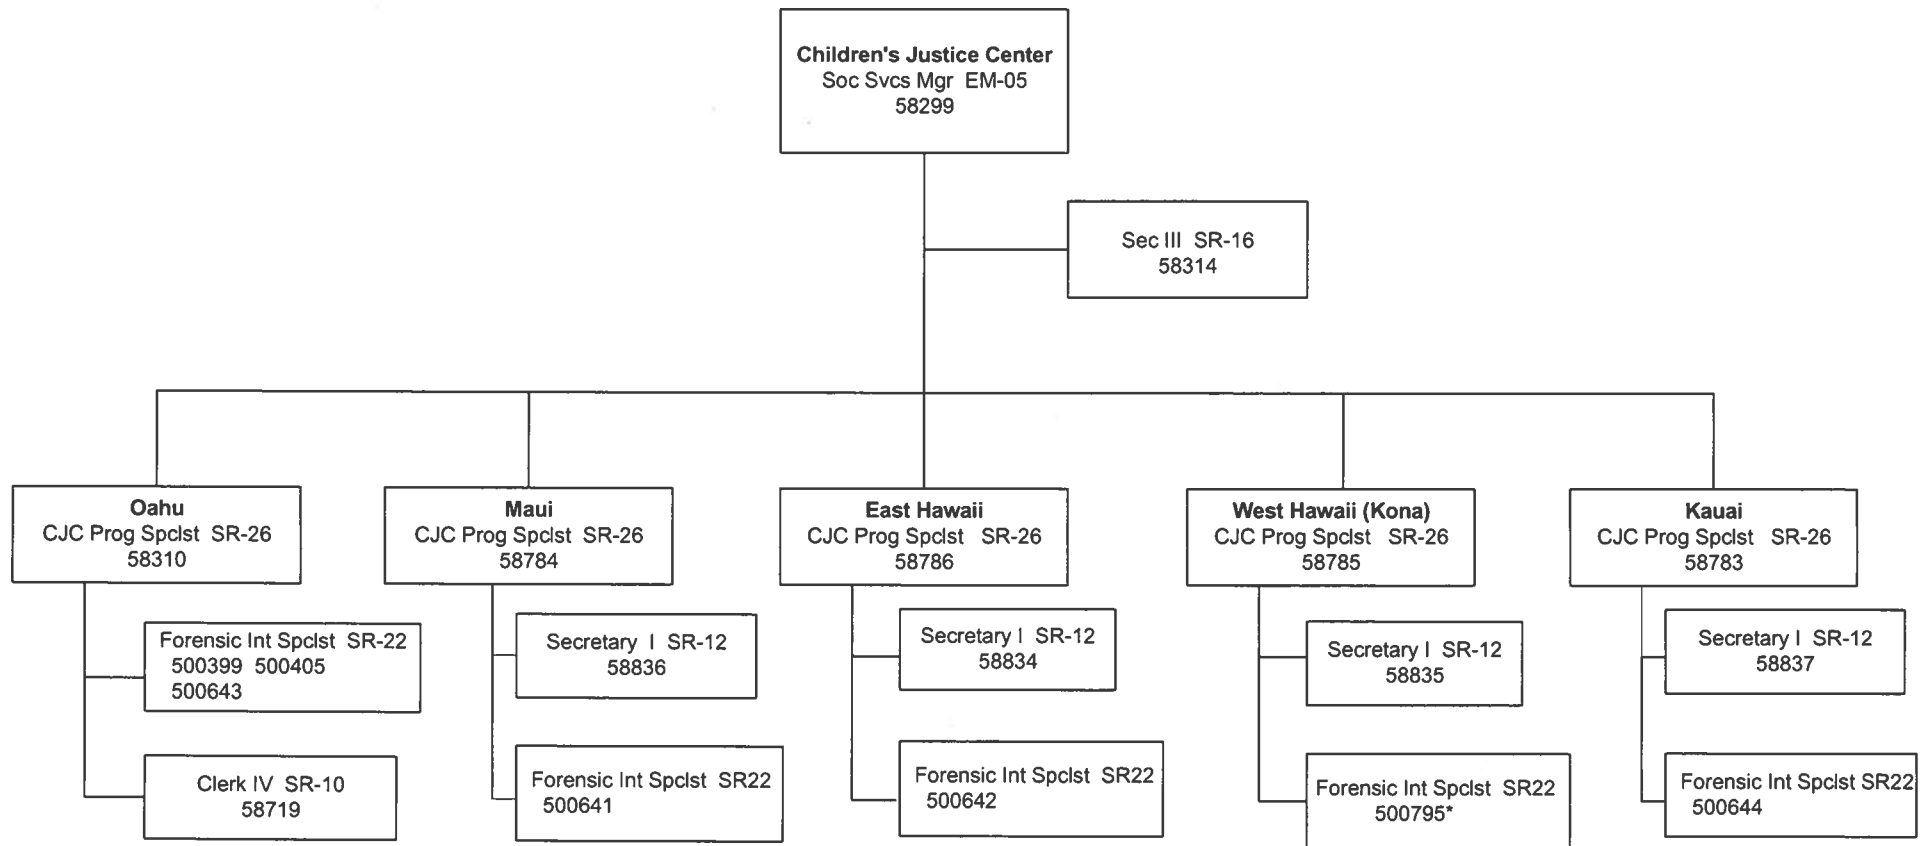 Children's Justice Center
Soc Svcs Mgr EM-05
58299
Sec III SR-16
58314
Oahu
CJC Prog Spclst SR-26
58310
Forensic Int Spclst SR-22
500399 500405
500643
Clerk IV SR-10
58719
Maui
CJC Prog Spclst SR-26
58784
Secretary I SR-12
58836
Forensic Int Spclst SR22
500641
East Hawaii
CJC Prog Spclst SR-26
58786
Secretary I SR-12
58834
Forensic Int Spclst SR22
500642
West Hawaii (Kona)
CJC Prog Spclst SR-26
58785
Secretary I SR-12
58835
Forensic Int Spclst SR22
500795*
Kauai
CJC Prog Spclst SR-26
58783
Secretary I SR-12
58837
Forensic Int Spclst SR22
500644